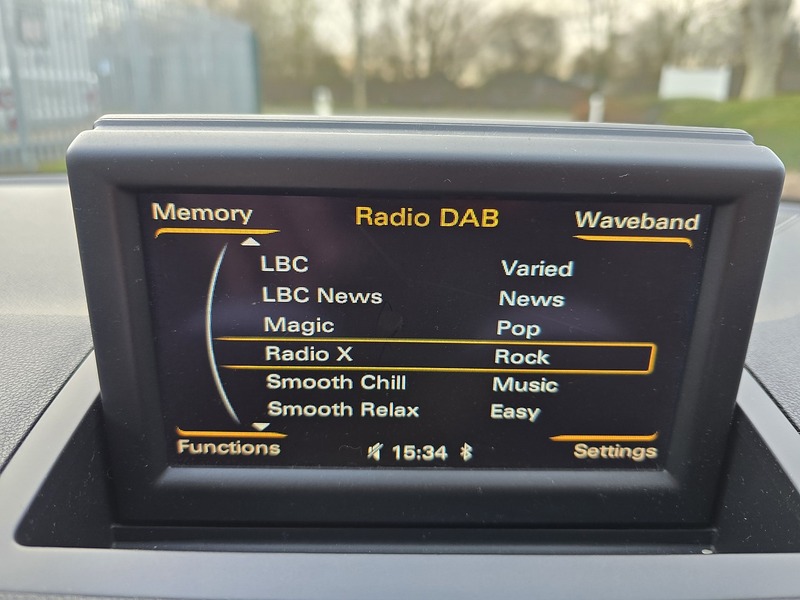 Memory Radio DAB Waveband
LBC Varied
LBC News News
Magic Pop
Radio X Rock
Smooth Chill Music
Smooth Relax Easy
Functions 15:34 Settings